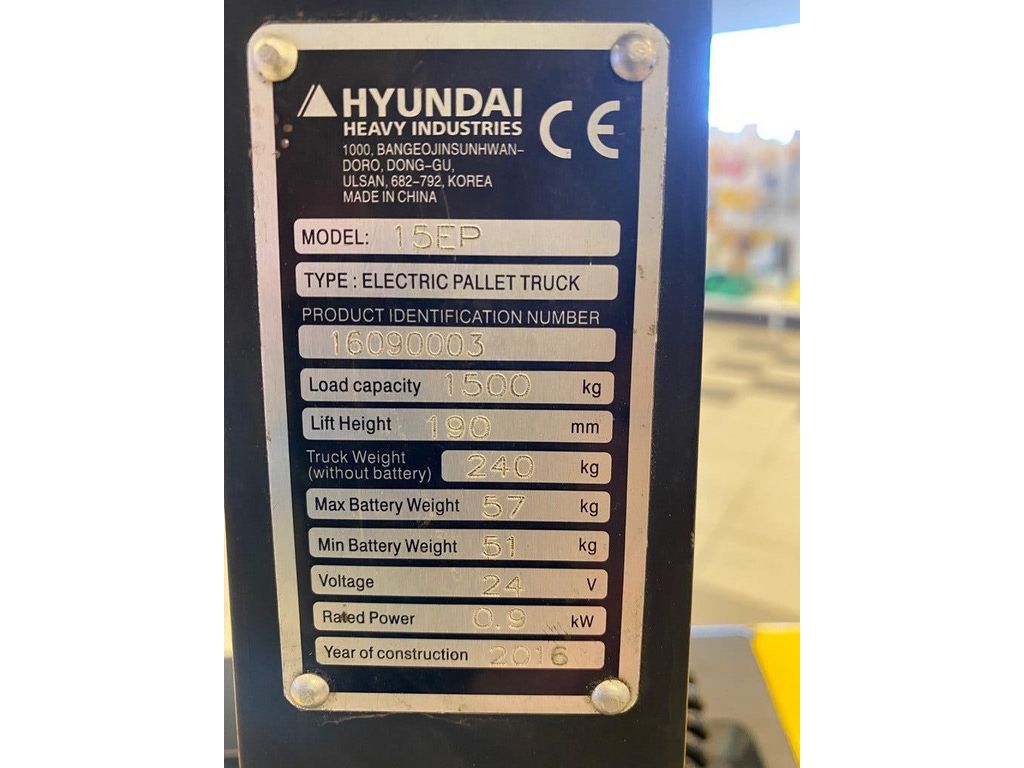 HYUNDAI
HEAVY INDUSTRIES
CE
1000, BANGEOJINSUNHWAN-
DORO, DONG-GU,
ULSAN, 682-792, KOREA
MADE IN CHINA
MODEL: 15EP
TYPE : ELECTRIC PALLET TRUCK
PRODUCT IDENTIFICATION NUMBER
16090003
Load capacity 1500 kg
Lift Height 190 mm
Truck Weight
(without battery) 240 kg
Max Battery Weight 57 kg
Min Battery Weight 51 kg
Voltage 24 V
Rated Power 0.9 kW
Year of construction 2016